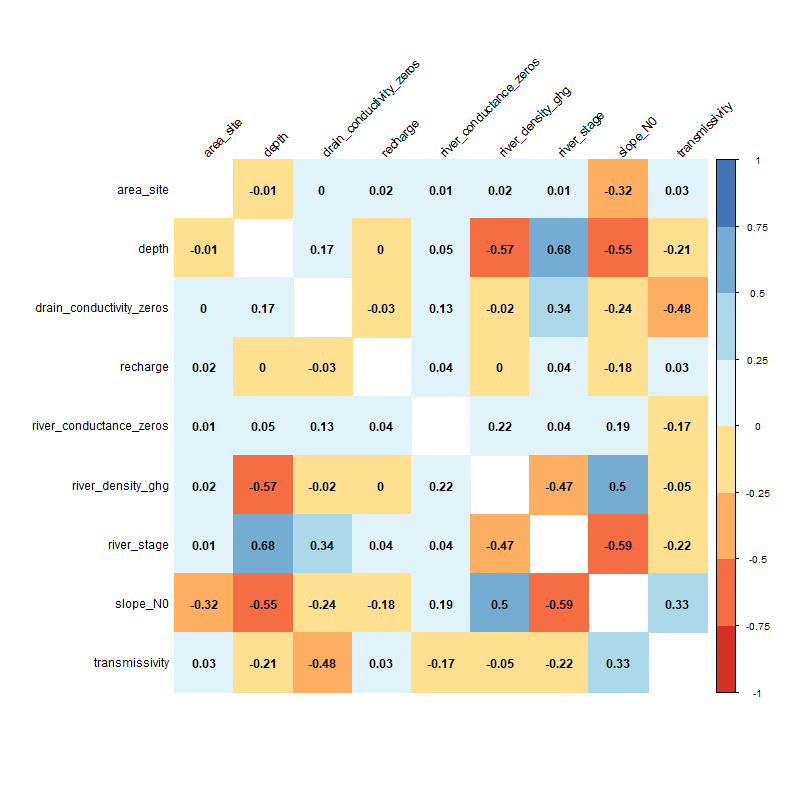 area_site
depth
drain_conductivity_zeros
recharge
river_conductance_zeros
river_density_ghg
river_stage
slope_N0
transmissivity
area_site -0.01 0 0.02 0.01 0.02 0.01 -0.32 0.03
depth -0.01 0.17 0 0.05 -0.57 0.68 -0.55 -0.21
drain_conductivity_zeros 0 0.17 -0.03 0.13 -0.02 0.34 -0.24 -0.48
recharge 0.02 0 -0.03 0.04 0 0.04 -0.18 0.03
river_conductance_zeros 0.01 0.05 0.13 0.04 0.22 0.04 0.19 -0.17
river_density_ghg 0.02 -0.57 -0.02 0 0.22 -0.47 0.5 -0.05
river_stage 0.01 0.68 0.34 0.04 0.04 -0.47 -0.59 -0.22
slope_N0 -0.32 -0.55 -0.24 -0.18 0.19 0.5 -0.59 0.33
transmissivity 0.03 -0.21 -0.48 0.03 -0.17 -0.05 -0.22 0.33
1
0.75
0.5
0.25
0
-0.25
-0.5
-0.75
-1